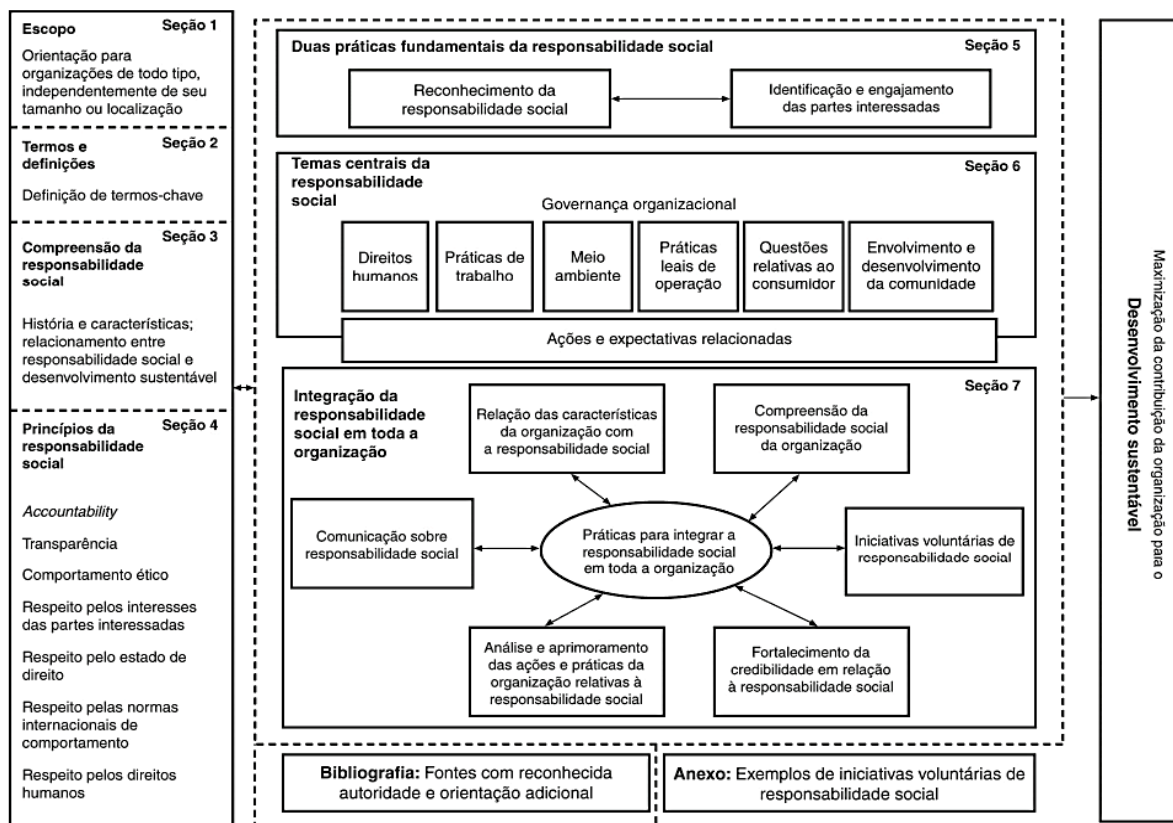 Escopo
Seção 1
Orientação para
organizações de todo tipo,
independentemente de seu
tamanho ou localização
Termos e
definições
Seção 2
Definição de termos-chave
Seção 3
Compreensão da
responsabilidade
social
História e características;
relacionamento entre
responsabilidade social e
desenvolvimento sustentável
Princípios da
responsabilidade
social
Seção 4
Accountability
Transparência
Comportamento ético
Respeito pelos interesses
das partes interessadas
Respeito pelo estado de
direito
Respeito pelas normas
internacionais de
comportamento
Respeito pelos direitos
humanos
Duas práticas fundamentais da responsabilidade social
Seção 5
Reconhecimento da
responsabilidade social
Identificação e engajamento
das partes interessadas
Temas centrais da
responsabilidade
social
Seção 6
Governança organizacional
Direitos
humanos
Práticas de
trabalho
Meio
ambiente
Práticas
leais de
operação
Questões
relativas ao
consumidor
Envolvimento e
desenvolvimento
da comunidade
Ações e expectativas relacionadas
Integração da
responsabilidade
social em toda a
organização
Seção 7
Relação das características
da organização com
a responsabilidade social
Compreensão da
responsabilidade social
da organização
Comunicação sobre
responsabilidade social
Práticas para integrar a
responsabilidade social
em toda a organização
Iniciativas voluntárias de
responsabilidade social
Análise e aprimoramento
das ações e práticas da
organização relativas à
responsabilidade social
Fortalecimento da
credibilidade em relação
à responsabilidade social
Bibliografia: Fontes com reconhecida
autoridade e orientação adicional
Anexo: Exemplos de iniciativas voluntárias de
responsabilidade social
Maximização da contribuição da organização para o
Desenvolvimento sustentável